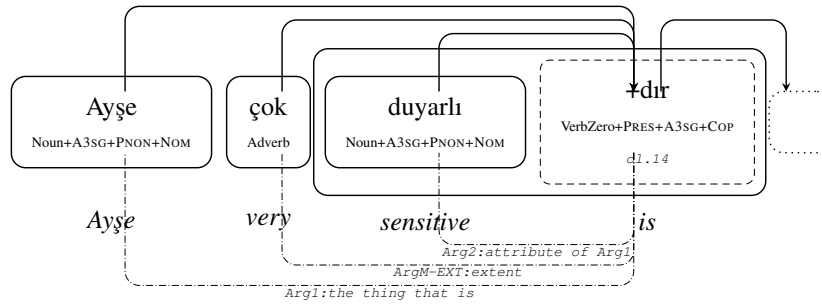 Ayşe çok duyarlı +dır
Noun+A3SG+PNON+NOM Adverb Noun+A3SG+PNON+NOM VerbZero+PRES+A3SG+COP
cl.14
Ayşe very sensitive is
Arg2:attribute of Arg1
ArgM-EXT:extent
Arg1:the thing that is